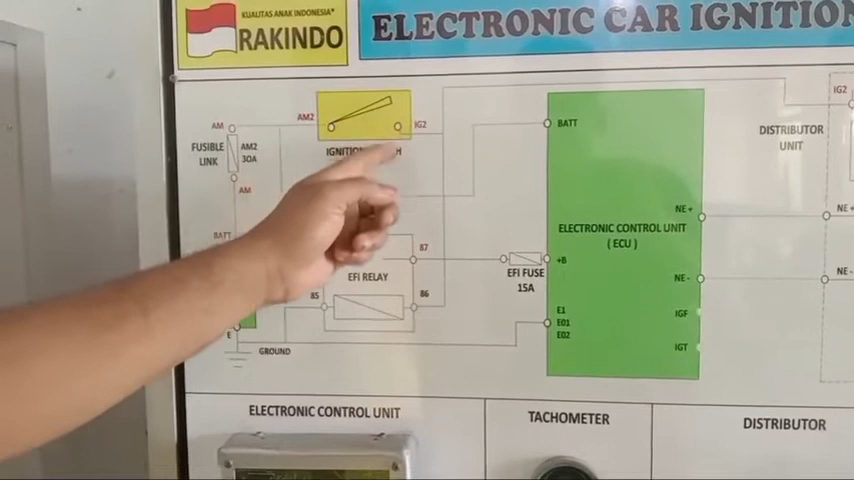 KUALITAS ANAK INDONESIA"
RAKINDO
ELECTRONIC CAR IGNITION
AM
AM2
IG2
FUSIBLE
LINK
AM2
30A
AM
IGNITION
BATT
BATT
DISTRIBUTOR
UNIT
IG2
NE+
NE+
ELECTRONIC CONTROL UNIT
( ECU )
87
EFI RELAY
EFI FUSE
15A
+B
NE-
NE-
85
86
E1
E01
E02
IGF
IGT
E
GROUND
ELECTRONIC CONTROL UNIT
TACHOMETER
DISTRIBUTOR